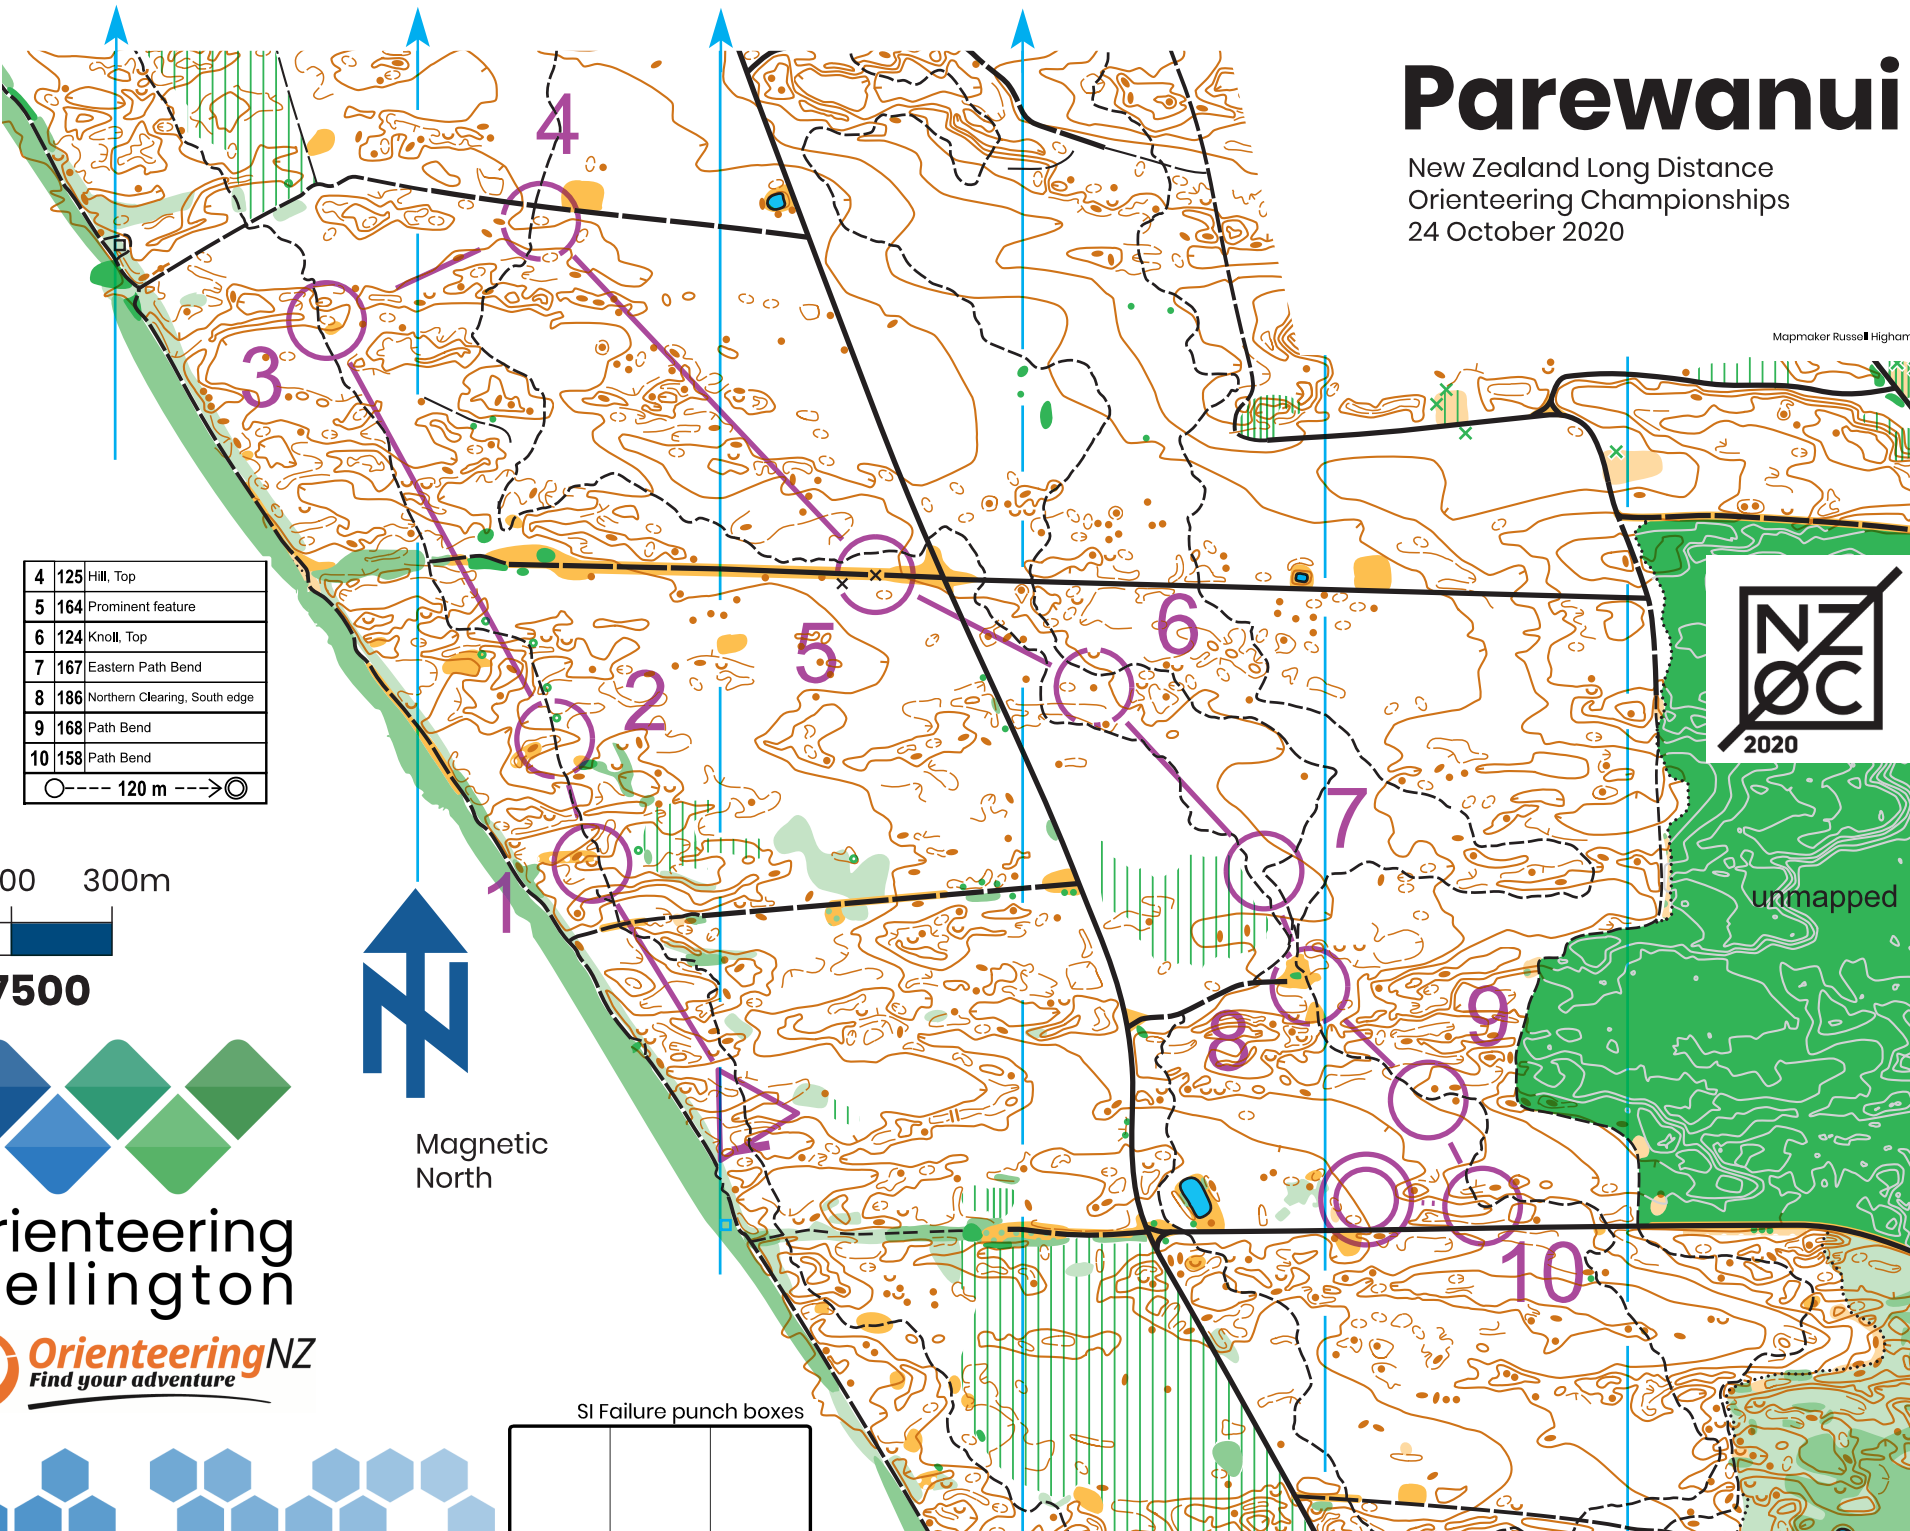 Parewanui
New Zealand Long Distance
Orienteering Championships
24 October 2020
Mapmaker Russell Higham
4
3
2
1
5
6
7
8
9
10
4 125 Hill, Top
5 164 Prominent feature
6 124 Knoll, Top
7 167 Eastern Path Bend
8 186 Northern Clearing, South edge
9 168 Path Bend
10 158 Path Bend
120 m
NZ
OC
2020
unmapped
00 300m
7500
N
Magnetic
North
rienteering
ellington
OrienteeringNZ
Find your adventure
SI Failure punch boxes